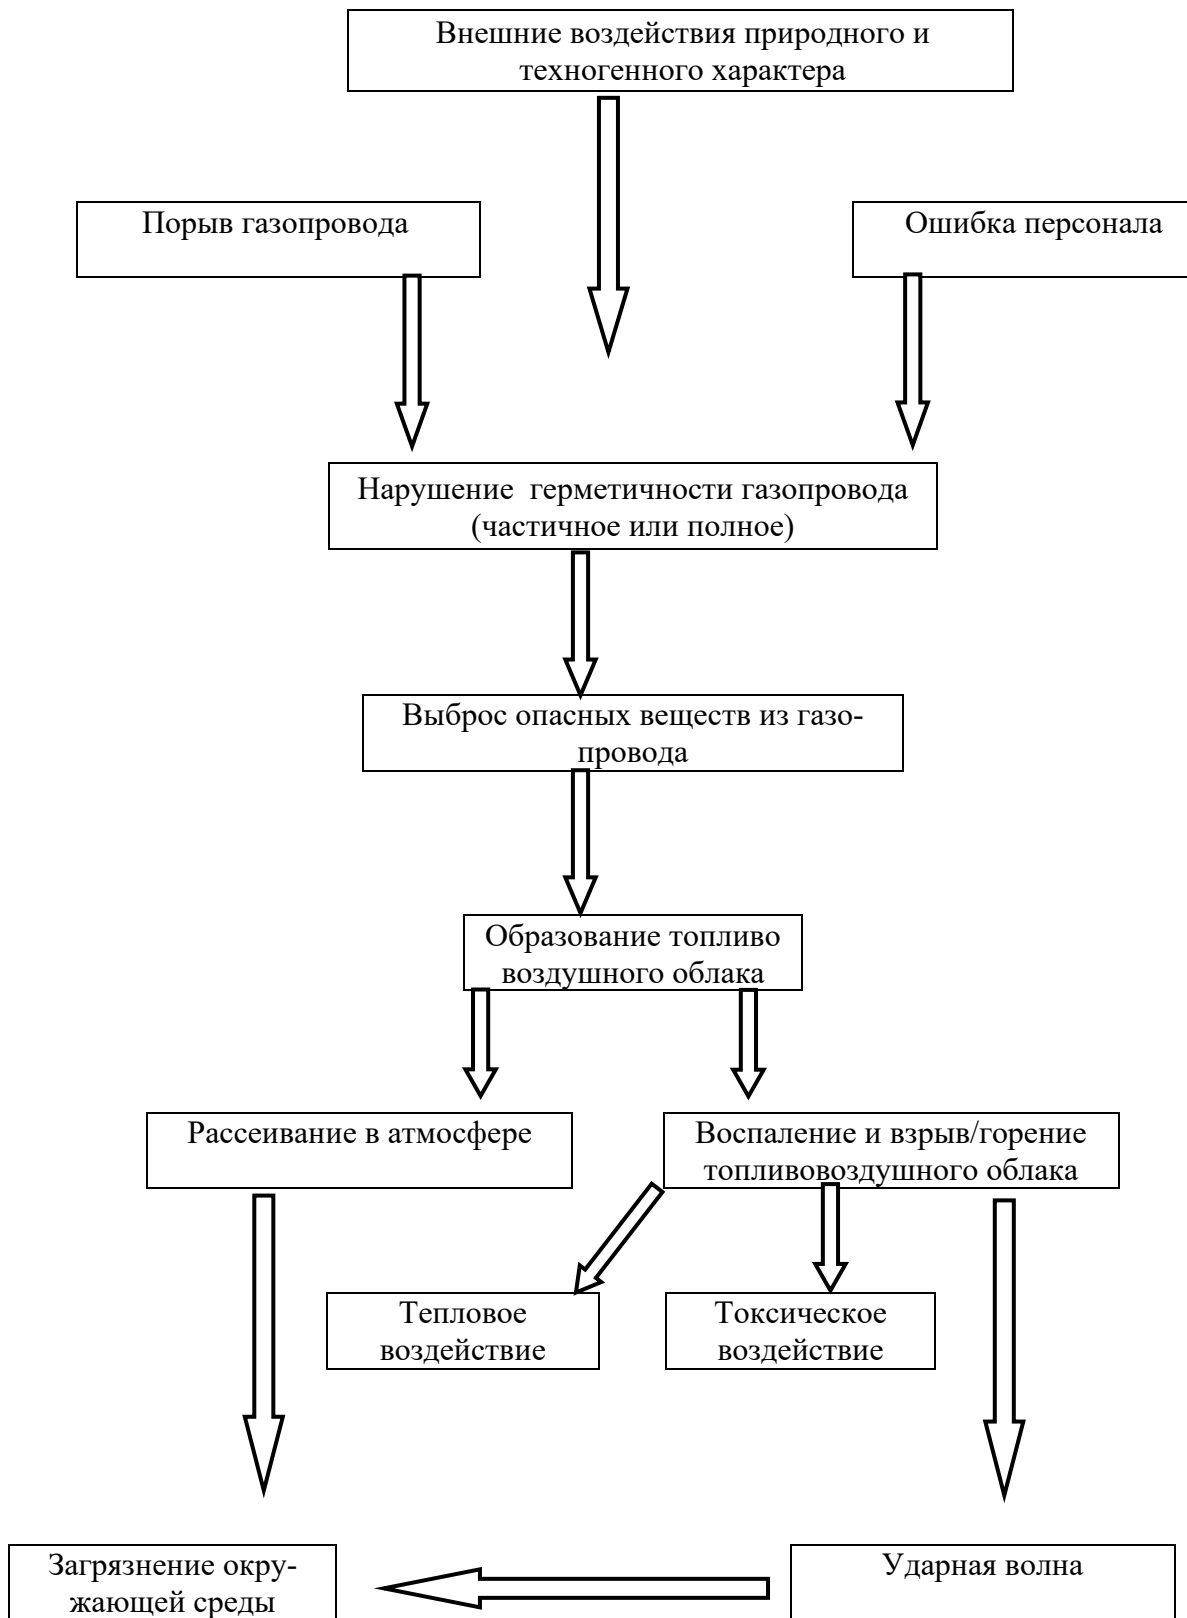 Внешние воздействия природного и
техногенного характера
Порыв газопровода
Ошибка персонала
Нарушение  герметичности газопровода
(частичное или полное)
Выброс опасных веществ из газо-
провода
Образование топливо
воздушного облака
Рассеивание в атмосфере
Воспаление и взрыв/горение
топливовоздушного облака
Тепловое
воздействие
Токсическое
воздействие
Загрязнение окру-
жающей среды
Ударная волна